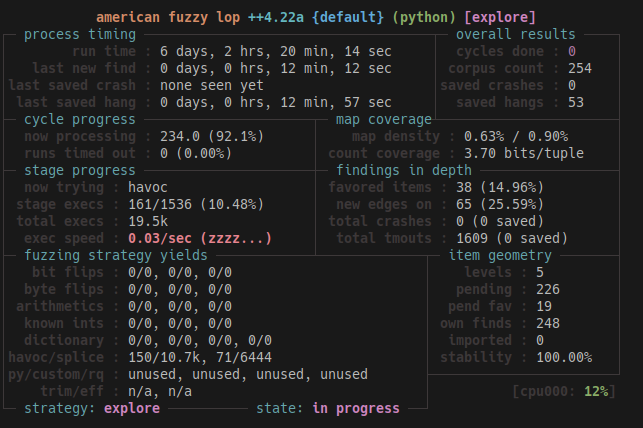 american fuzzy lop ++4.22a {default} (python) [explore]
process timing overall results
run time : 6 days, 2 hrs, 20 min, 14 sec cycles done : 0
last new find : 0 days, 0 hrs, 12 min, 12 sec corpus count : 254
last saved crash : none seen yet saved crashes : 0
last saved hang : 0 days, 0 hrs, 12 min, 57 sec saved hangs : 53
cycle progress map coverage
now processing : 234.0 (92.1%) map density : 0.63% / 0.90%
runs timed out : 0 (0.00%) count coverage : 3.70 bits/tuple
stage progress findings in depth
now trying : havoc favored items : 38 (14.96%)
stage execs : 161/1536 (10.48%) new edges on : 65 (25.59%)
total execs : 19.5k total crashes : 0 (0 saved)
exec speed : 0.03/sec (zzzz...) total tmouts : 1609 (0 saved)
fuzzing strategy yields item geometry
bit flips : 0/0, 0/0, 0/0 levels : 5
byte flips : 0/0, 0/0, 0/0 pending : 226
arithmetics : 0/0, 0/0, 0/0 pend fav : 19
known ints : 0/0, 0/0, 0/0 own finds : 248
dictionary : 0/0, 0/0, 0/0, 0/0 imported : 0
havoc/splice : 150/10.7k, 71/6444 stability : 100.00%
py/custom/rq : unused, unused, unused, unused
trim/eff : n/a, n/a [cpu000: 12%]
strategy: explore state: in progress